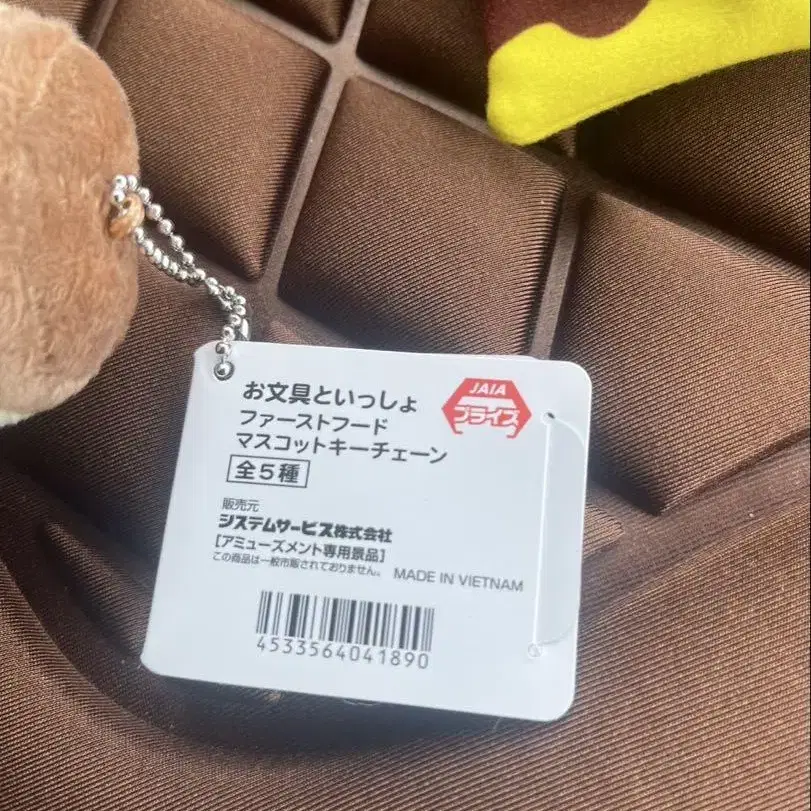 お文具といっしょ
ファーストフード
マスコットキーチェーン
全5種
JAIA
プライズ
販売元
システムサービス株式会社
[アミューズメント専用景品]
この商品は一般市販されておりません。 MADE IN VIETNAM
4533564041890